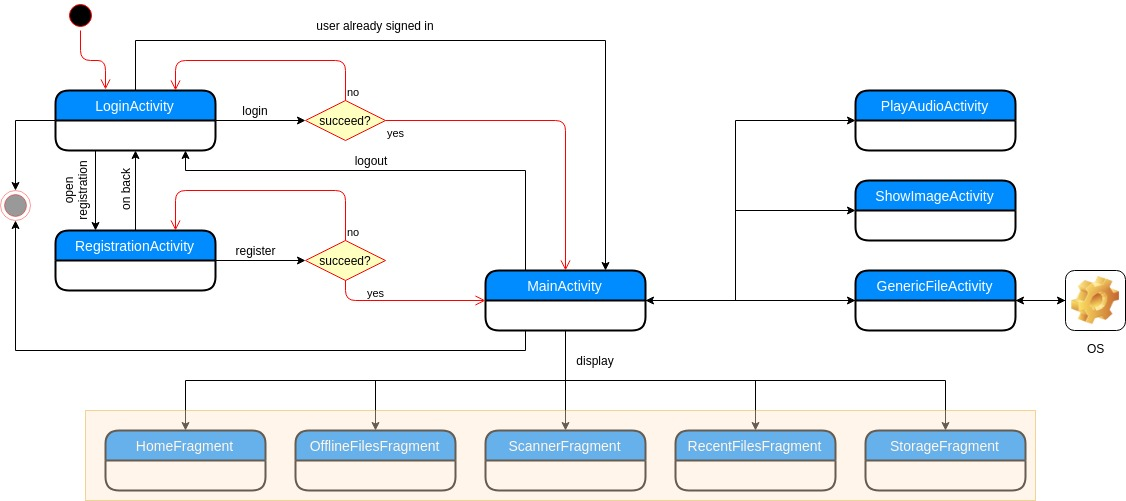 user already signed in
LoginActivity
login
succeed?
no
yes
PlayAudioActivity
logout
open
registration
on back
ShowImageActivity
RegistrationActivity
register
succeed?
no
yes
MainActivity
GenericFileActivity
OS
display
HomeFragment
OfflineFilesFragment
ScannerFragment
RecentFilesFragment
StorageFragment